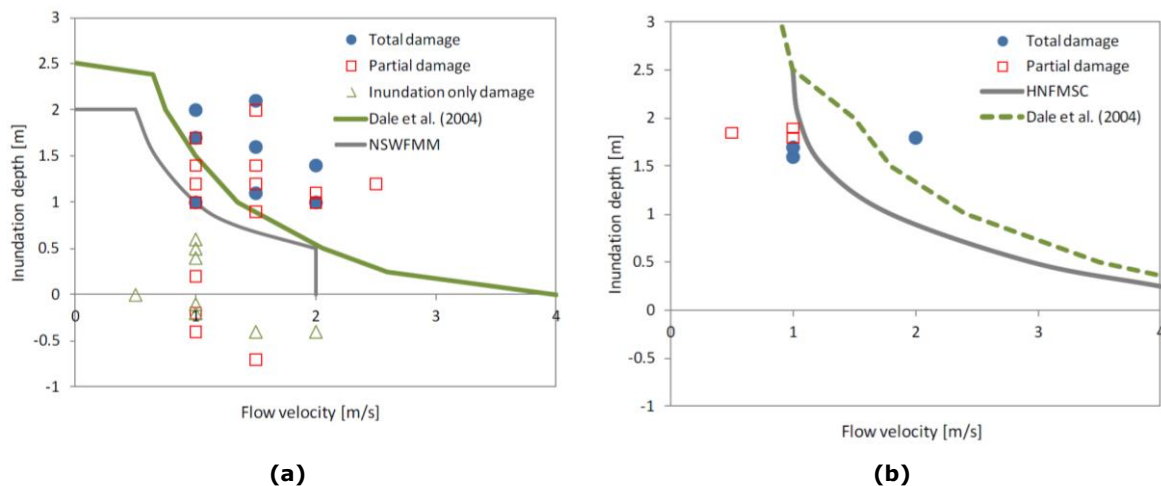 3
2.5
2
1.5
1
0.5
0
-0.5
-1
Inundation depth [m]
Total damage
Partial damage
Inundation only damage
Dale et al. (2004)
NSWFMM
0 1 2 3 4
Flow velocity [m/s]
(a)
3
2.5
2
1.5
1
0.5
0
-0.5
-1
Inundation depth [m]
Total damage
Partial damage
HNFMSC
Dale et al. (2004)
0 1 2 3 4
Flow velocity [m/s]
(b)